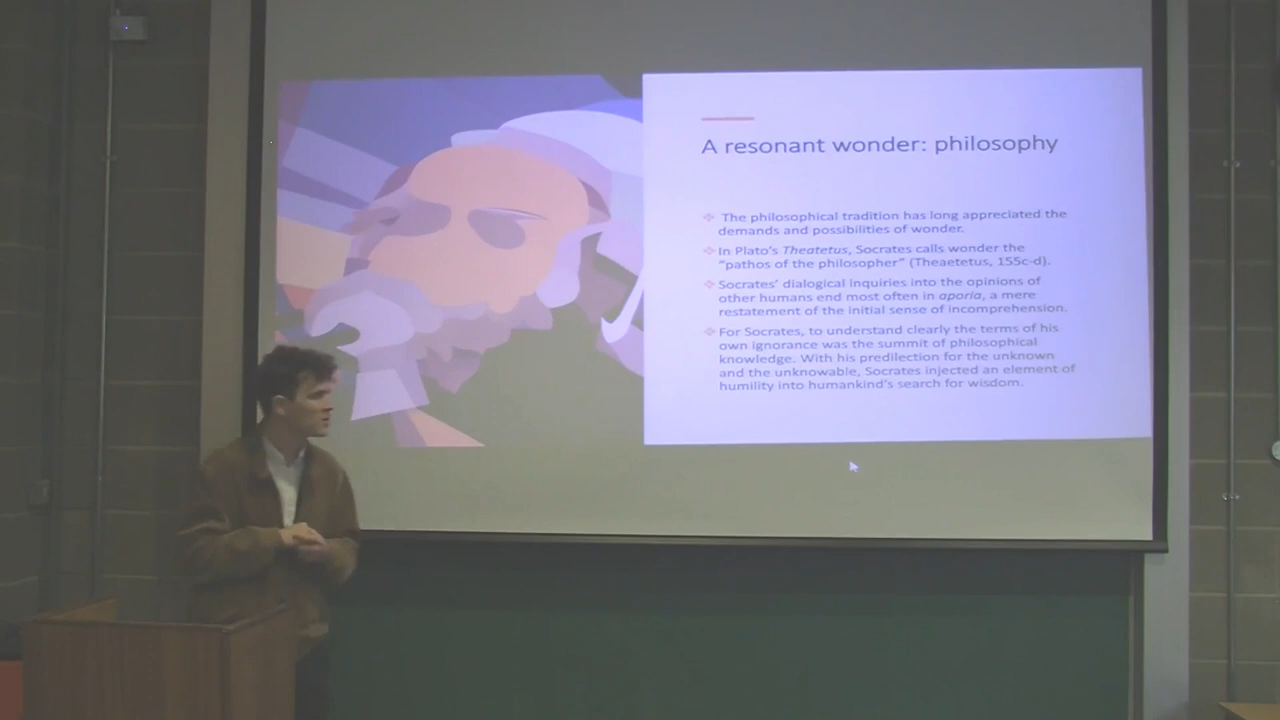 A resonant wonder: philosophy
The philosophical tradition has long appreciated the
demands and possibilities of wonder.
In Plato's Theatetus, Socrates calls wonder the
"pathos of the philosopher" (Theaetetus, 155c-d).
Socrates' dialogical inquiries into the opinions of
other humans end most often in aporia, a mere
restatement of the initial sense of incomprehension.
For Socrates, to understand clearly the terms of his
own ignorance was the summit of philosophical
knowledge. With his predilection for the unknown
and the unknowable, Socrates injected an element of
humility into humankind's search for wisdom.